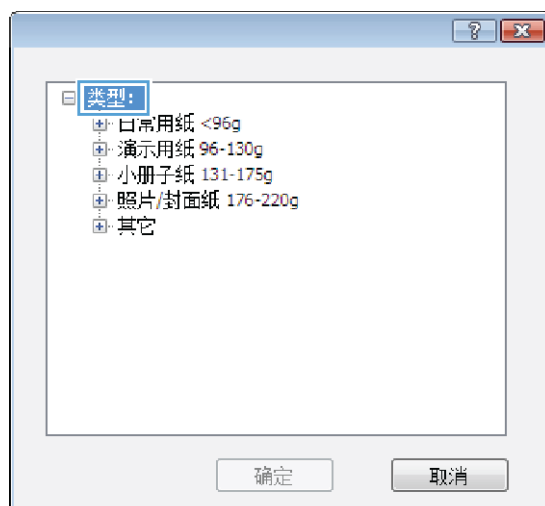 类型:
日常用纸 <96g
演示用纸 96-130g
小册子纸 131-175g
照片/封面纸 176-220g
其它
确定 取消